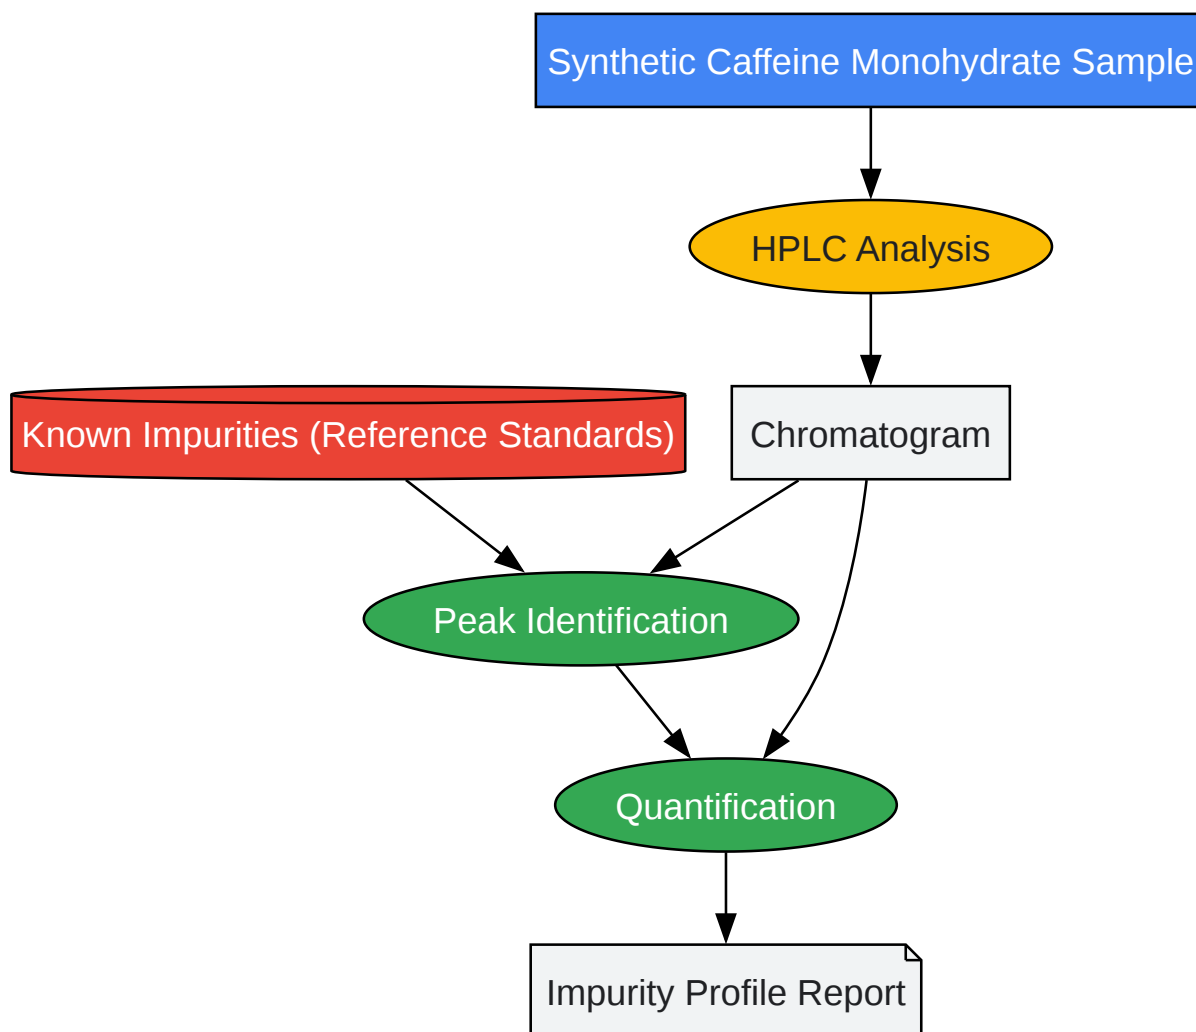 Synthetic Caffeine Monohydrate Sample
HPLC Analysis
Known Impurities (Reference Standards)
Chromatogram
Peak Identification
Quantification
Impurity Profile Report